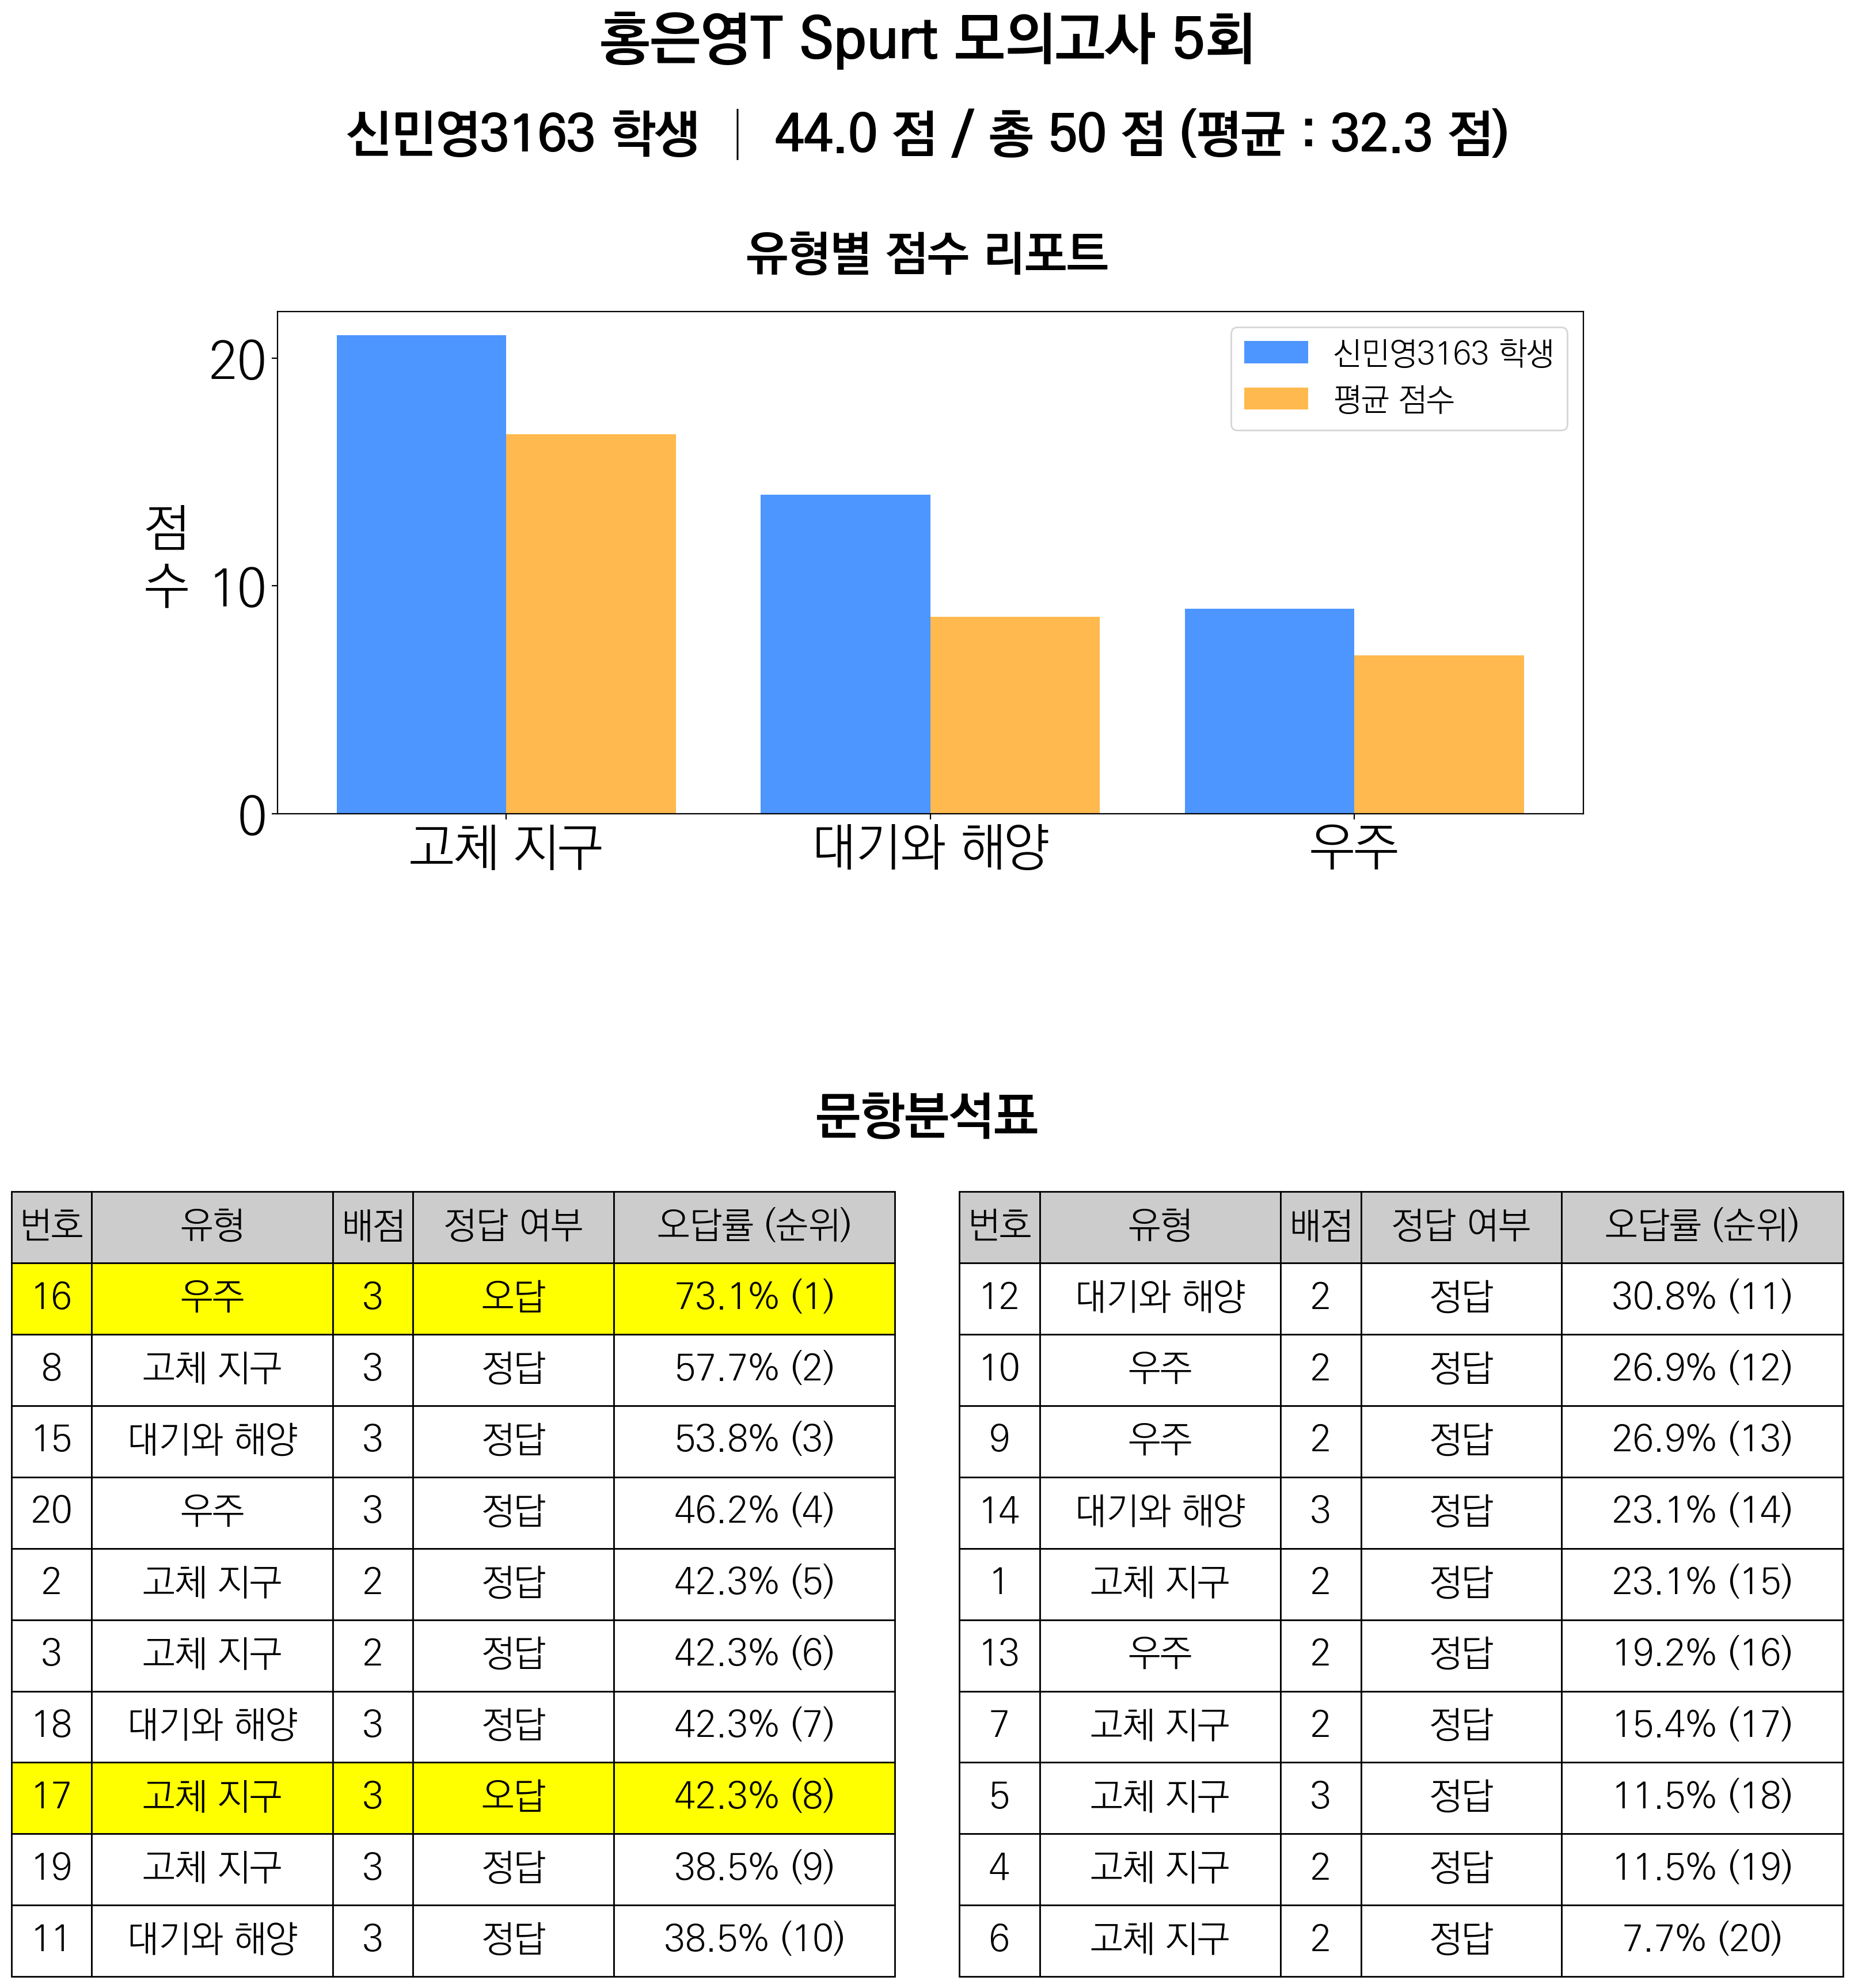 홍은영T Spurt 모의고사 5회
신민영3163 학생 | 44.0 점 / 총 50 점 (평균 : 32.3 점)
유형별 점수 리포트
신민영3163 학생
평균 점수
점
수
20
10
0
고체 지구 대기와 해양 우주
문항분석표
번호 유형 배점 정답 여부 오답률 (순위)
16 우주 3 오답 73.1% (1)
8 고체 지구 3 정답 57.7% (2)
15 대기와 해양 3 정답 53.8% (3)
20 우주 3 정답 46.2% (4)
2 고체 지구 2 정답 42.3% (5)
3 고체 지구 2 정답 42.3% (6)
18 대기와 해양 3 정답 42.3% (7)
17 고체 지구 3 오답 42.3% (8)
19 고체 지구 3 정답 38.5% (9)
11 대기와 해양 3 정답 38.5% (10)
번호 유형 배점 정답 여부 오답률 (순위)
12 대기와 해양 2 정답 30.8% (11)
10 우주 2 정답 26.9% (12)
9 우주 2 정답 26.9% (13)
14 대기와 해양 3 정답 23.1% (14)
1 고체 지구 2 정답 23.1% (15)
13 우주 2 정답 19.2% (16)
7 고체 지구 2 정답 15.4% (17)
5 고체 지구 3 정답 11.5% (18)
4 고체 지구 2 정답 11.5% (19)
6 고체 지구 2 정답 7.7% (20)